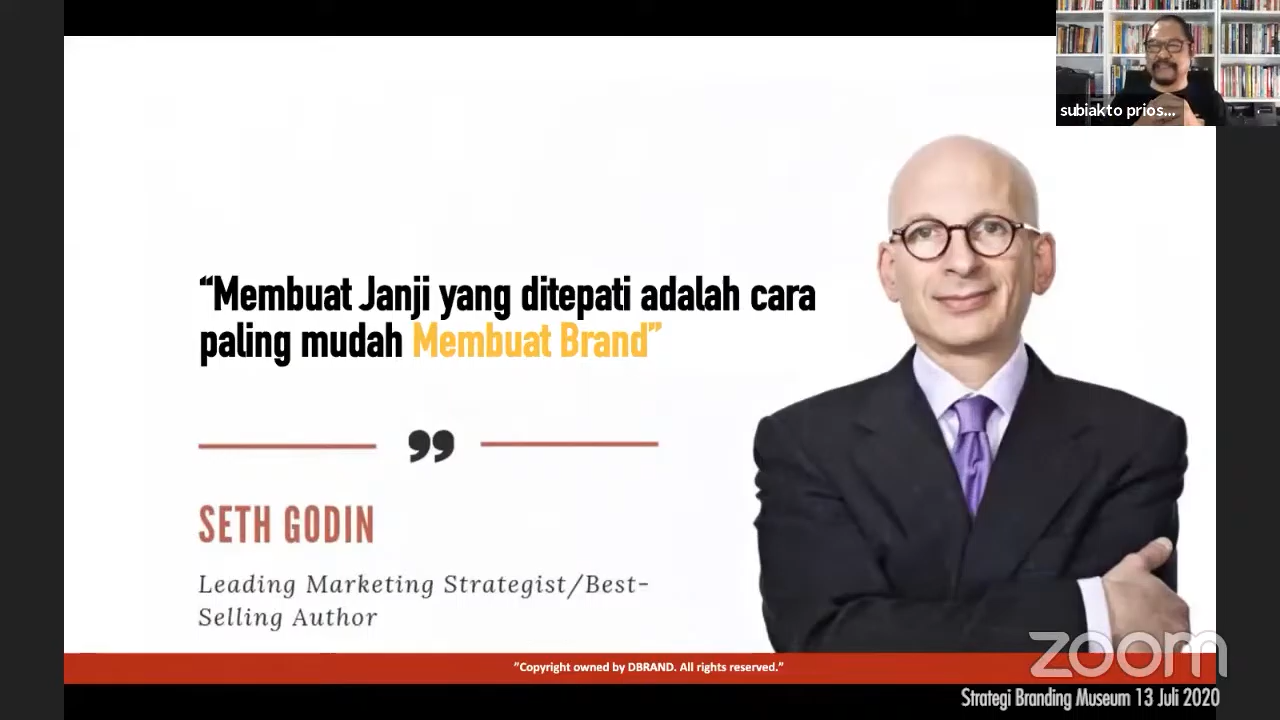 subiakto prios...
“Membuat Janji yang ditepati adalah cara
paling mudah Membuat Brand”
SETH GODIN
Leading Marketing Strategist/Best-
Selling Author
zoom
”Copyright owned by DBRAND. All rights reserved.”
Strategi Branding Museum 13 Juli 2020